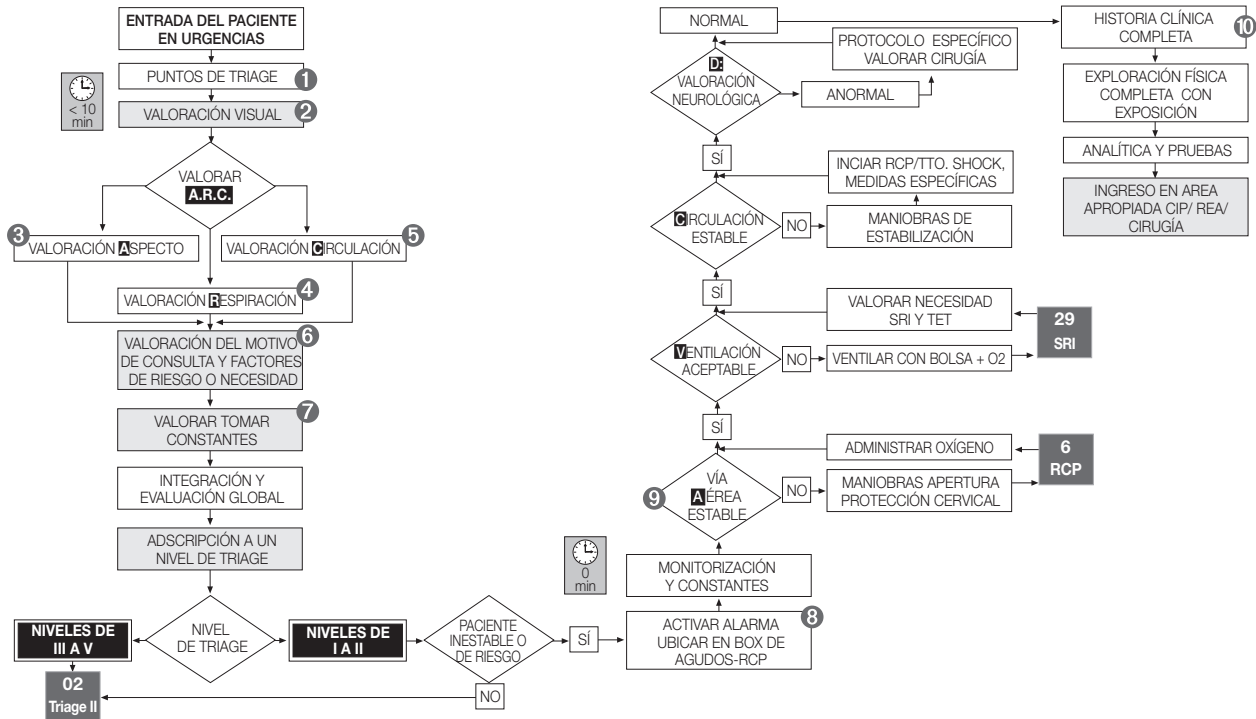 ENTRADA DEL PACIENTE
EN URGENCIAS
PUNTOS DE TRIAGE
1
< 10
min
VALORACIÓN VISUAL
2
VALORAR
A.R.C.
3
VALORACIÓN ASPECTO
VALORACIÓN CIRCULACIÓN
5
VALORACIÓN RESPIRACIÓN
4
VALORACIÓN DEL MOTIVO
DE CONSULTA Y FACTORES
DE RIESGO O NECESIDAD
6
VALORAR TOMAR
CONSTANTES
7
INTEGRACIÓN Y
EVALUACIÓN GLOBAL
ADSCRIPCIÓN A UN
NIVEL DE TRIAGE
NIVEL
DE TRIAGE
NIVELES DE
III A V
02
Triage II
NIVELES DE
I A II
PACIENTE
INESTABLE O
DE RIESGO
NO
SÍ
ACTIVAR ALARMA
UBICAR EN BOX DE
AGUDOS-RCP
8
0
min
MONITORIZACIÓN
Y CONSTANTES
9
VÍA
AÉREA
ESTABLE
NO
MANIOBRAS APERTURA
PROTECCIÓN CERVICAL
6
RCP
ADMINISTRAR OXÍGENO
SÍ
VENTILACIÓN
ACEPTABLE
NO
VENTILAR CON BOLSA + O2
29
SRI
VALORAR NECESIDAD
SRI Y TET
SÍ
CIRCULACIÓN
ESTABLE
NO
MANIOBRAS DE
ESTABILIZACIÓN
INCIAR RCP/TTO. SHOCK,
MEDIDAS ESPECÍFICAS
SÍ
D:
VALORACIÓN
NEUROLÓGICA
ANORMAL
PROTOCOLO ESPECÍFICO
VALORAR CIRUGÍA
NORMAL
HISTORIA CLÍNICA
COMPLETA
10
EXPLORACIÓN FÍSICA
COMPLETA CON
EXPOSICIÓN
ANALÍTICA Y PRUEBAS
INGRESO EN AREA
APROPIADA CIP/ REA/
CIRUGÍA